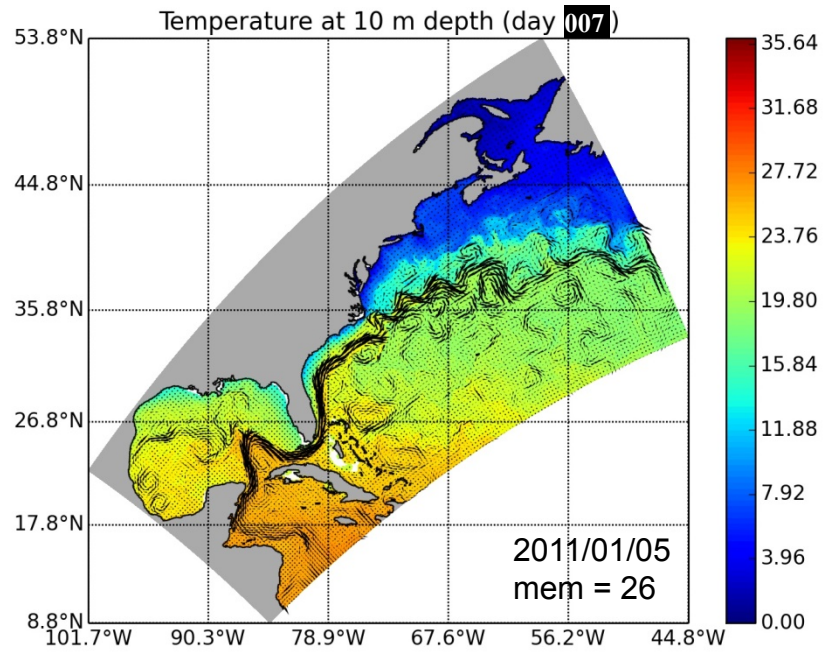 Temperature at 10 m depth (day 007)
53.8°N
44.8°N
35.8°N
26.8°N
17.8°N
8.8°N
101.7°W 90.3°W 78.9°W 67.6°W 56.2°W 44.8°W
35.64
31.68
27.72
23.76
19.80
15.84
11.88
7.92
3.96
0.00
2011/01/05
mem = 26